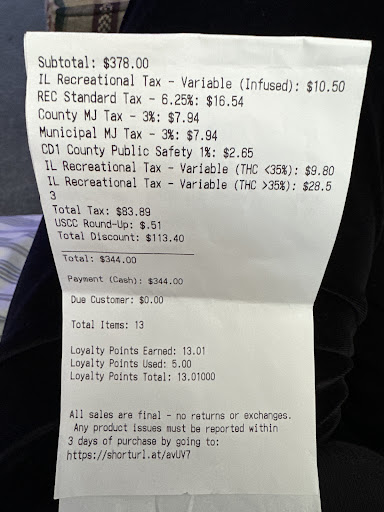 Subtotal: $378.00
IL Recreational Tax - Variable (Infused): $10.50
REC Standard Tax - 6.25%: $16.54
County MJ Tax - 3%: $7.94
Municipal MJ Tax - 3%: $7.94
CD1 County Public Safety 1%: $2.65
IL Recreational Tax - Variable (THC <35%): $9.80
IL Recreational Tax - Variable (THC >35%): $28.5
3
Total Tax: $83.89
USCC Round-Up: $.51
Total Discount: $113.40
Total: $344.00
Payment (Cash): $344.00
Due Customer: $0.00
Total Items: 13
Loyalty Points Earned: 13.01
Loyalty Points Used: 5.00
Loyalty Points Total: 13.01000
All sales are final - no returns or exchanges.
Any product issues must be reported within
3 days of purchase by going to:
https://shorturl.at/avUV7